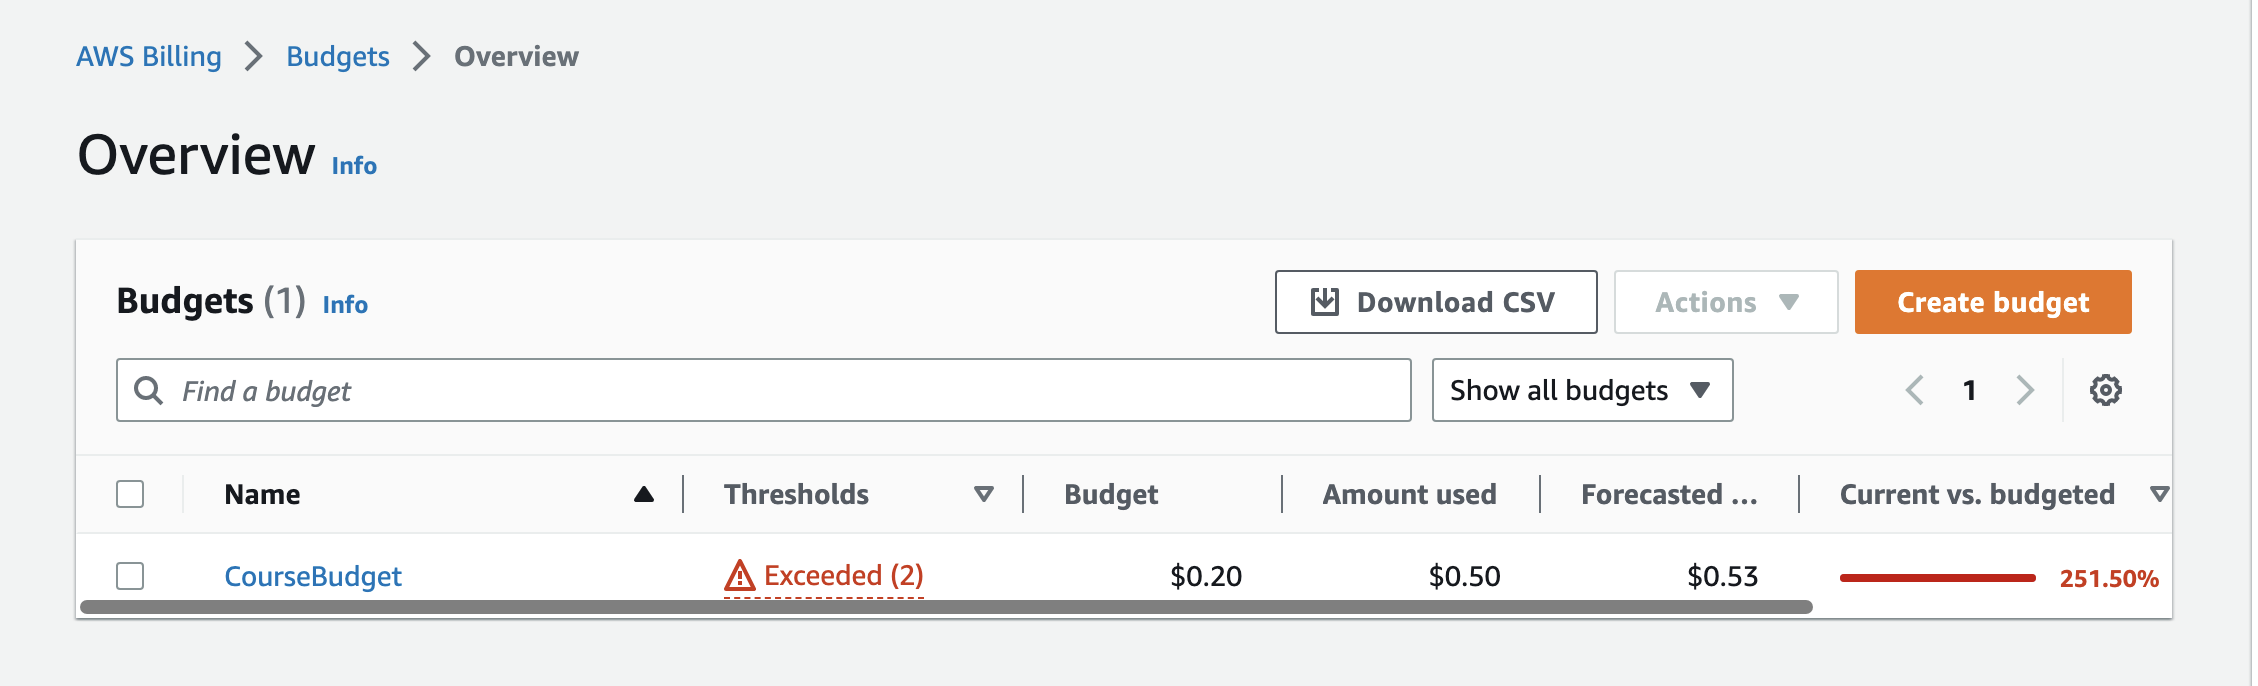 AWS Billing > Budgets > Overview
Overview Info
Budgets (1) Info Download CSV Actions Create budget
Find a budget Show all budgets 1
Name Thresholds Budget Amount used Forecasted ... Current vs. budgeted
CourseBudget Exceeded (2) $0.20 $0.50 $0.53 251.50%